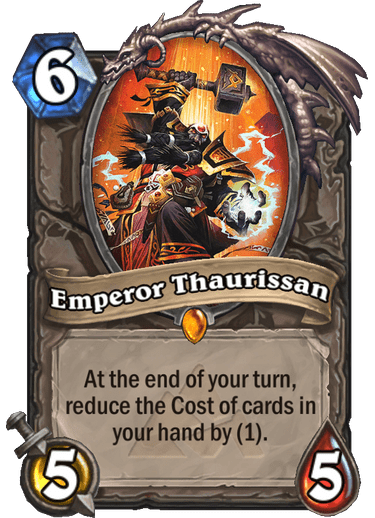 6
Emperor Thaurissan
At the end of your turn,
reduce the Cost of cards in
your hand by (1).
5
5